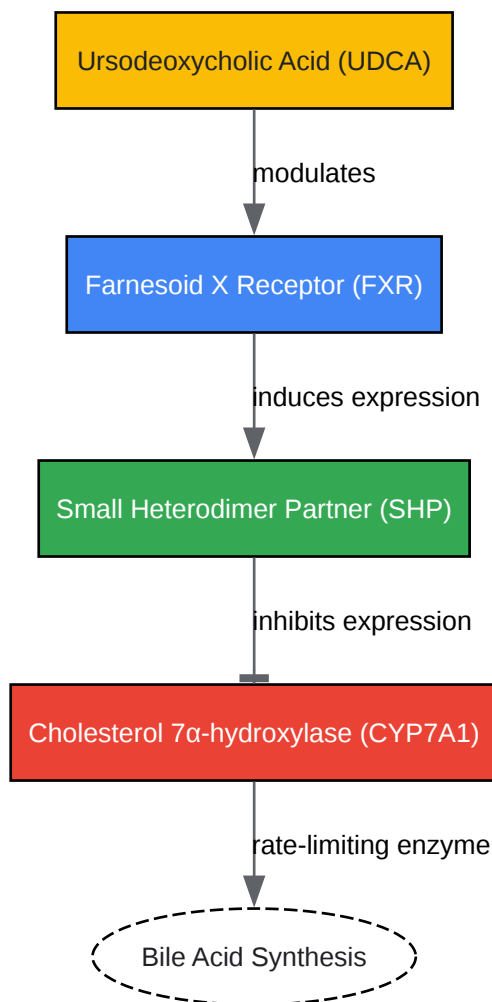 Ursodeoxycholic Acid (UDCA)
modulates
Farnesoid X Receptor (FXR)
induces expression
Small Heterodimer Partner (SHP)
inhibits expression
Cholesterol 7α-hydroxylase (CYP7A1)
rate-limiting enzyme
Bile Acid Synthesis